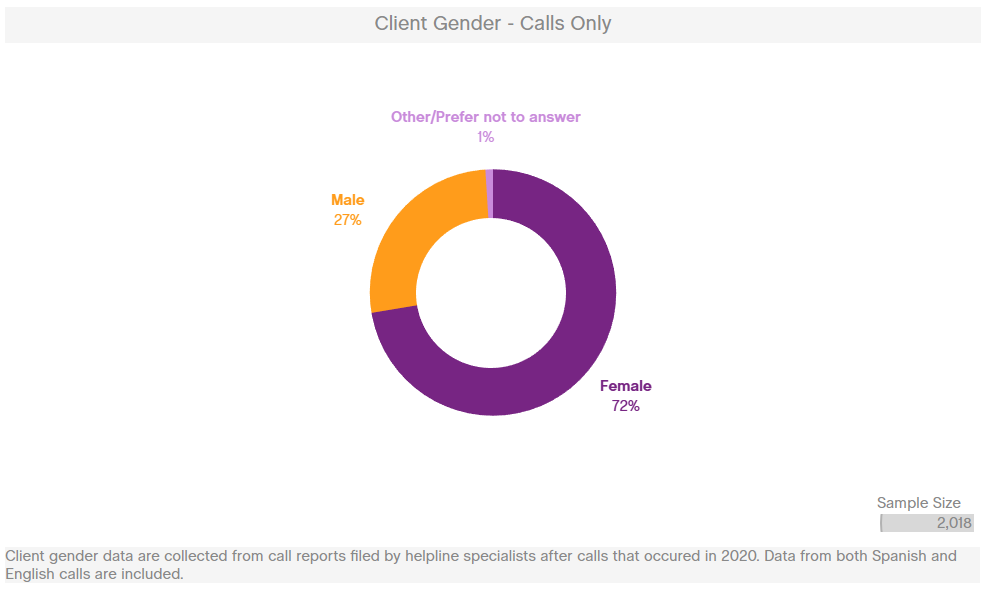 Client Gender - Calls Only
Other/Prefer not to answer
1%
Male
27%
Female
72%
Sample Size
2,018
Client gender data are collected from call reports filed by helpline specialists after calls that occured in 2020. Data from both Spanish and
English calls are included.